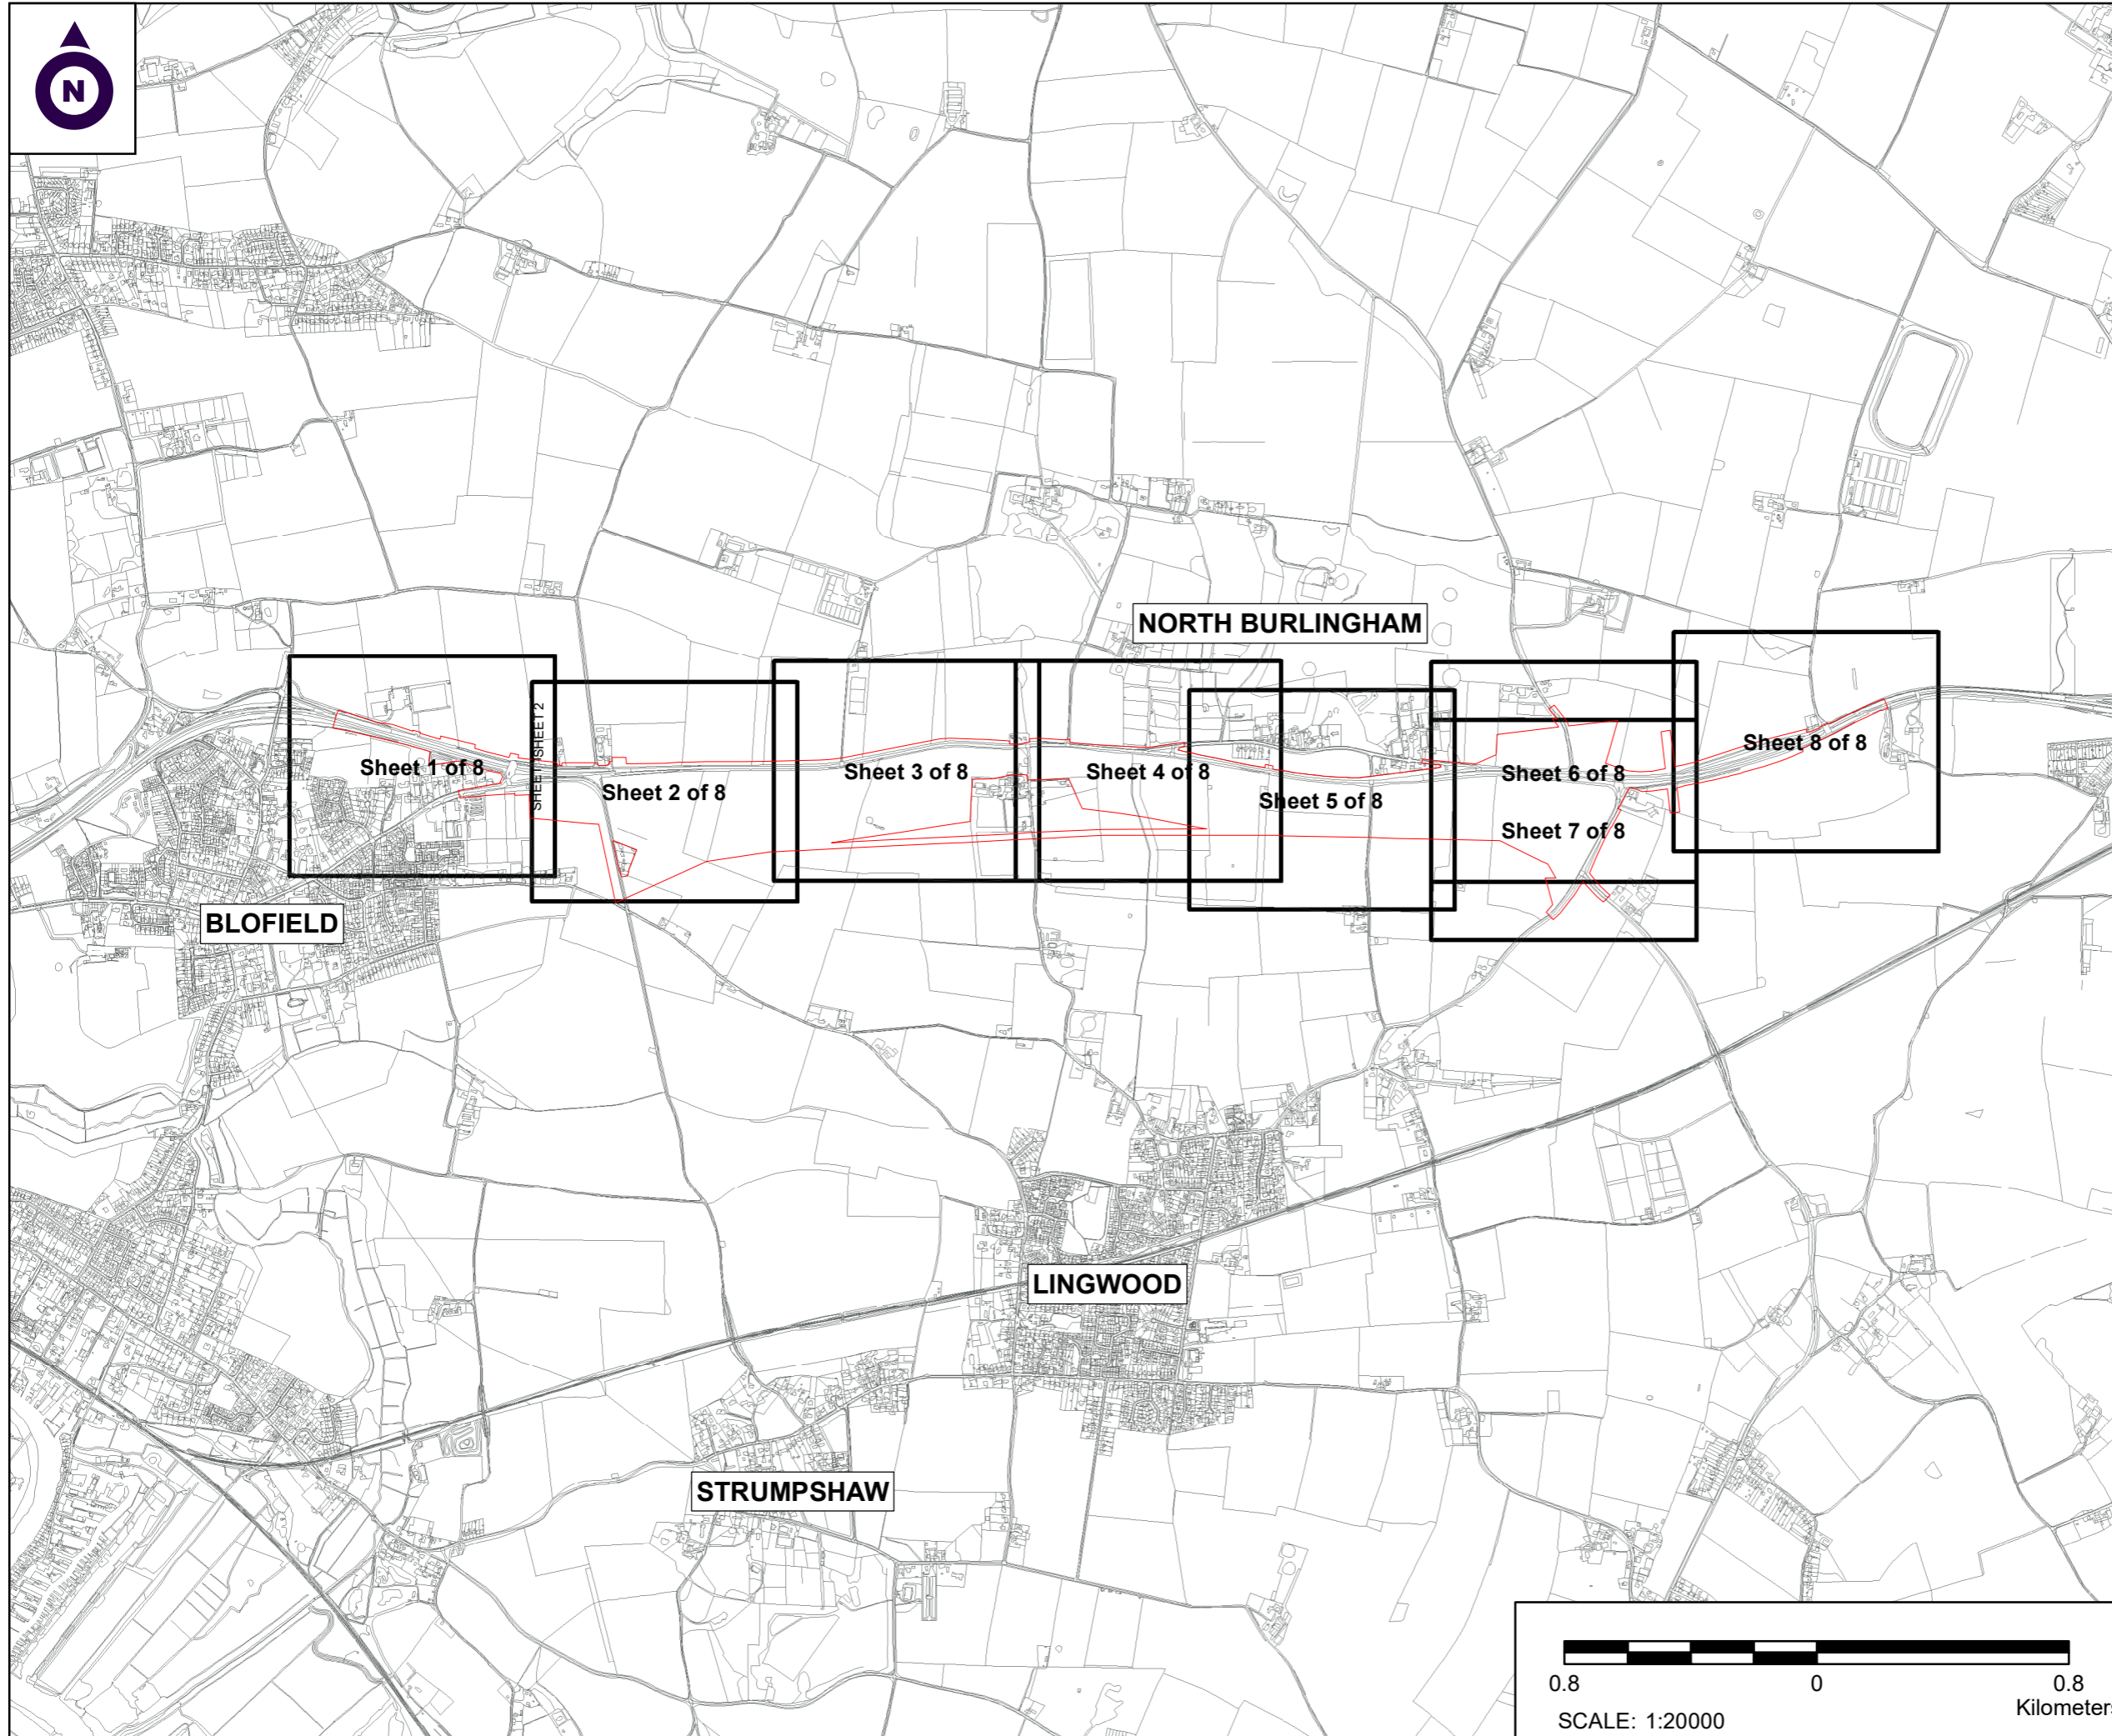 N
NORTH BURLINGHAM
SHEET 2
Sheet 1 of 8
Sheet 2 of 8
Sheet 3 of 8
Sheet 4 of 8
Sheet 5 of 8
Sheet 6 of 8
Sheet 7 of 8
Sheet 8 of 8
BLOFIELD
LINGWOOD
STRUMPSHAW
0.8 0 0.8
Kilometers
SCALE: 1:20000